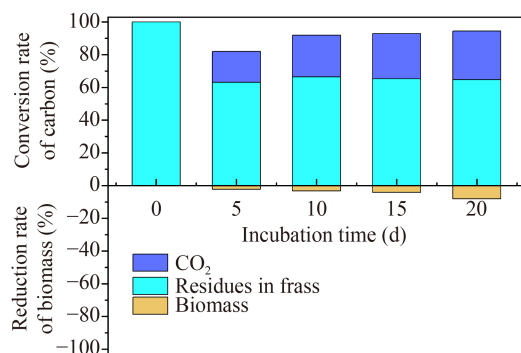 100
80
60
40
20
0
−20
−40
−60
−80
−100
Conversion rate
of carbon (%)
Reduction rate
of biomass (%)
0 5 10 15 20
Incubation time (d)
CO₂
Residues in frass
Biomass